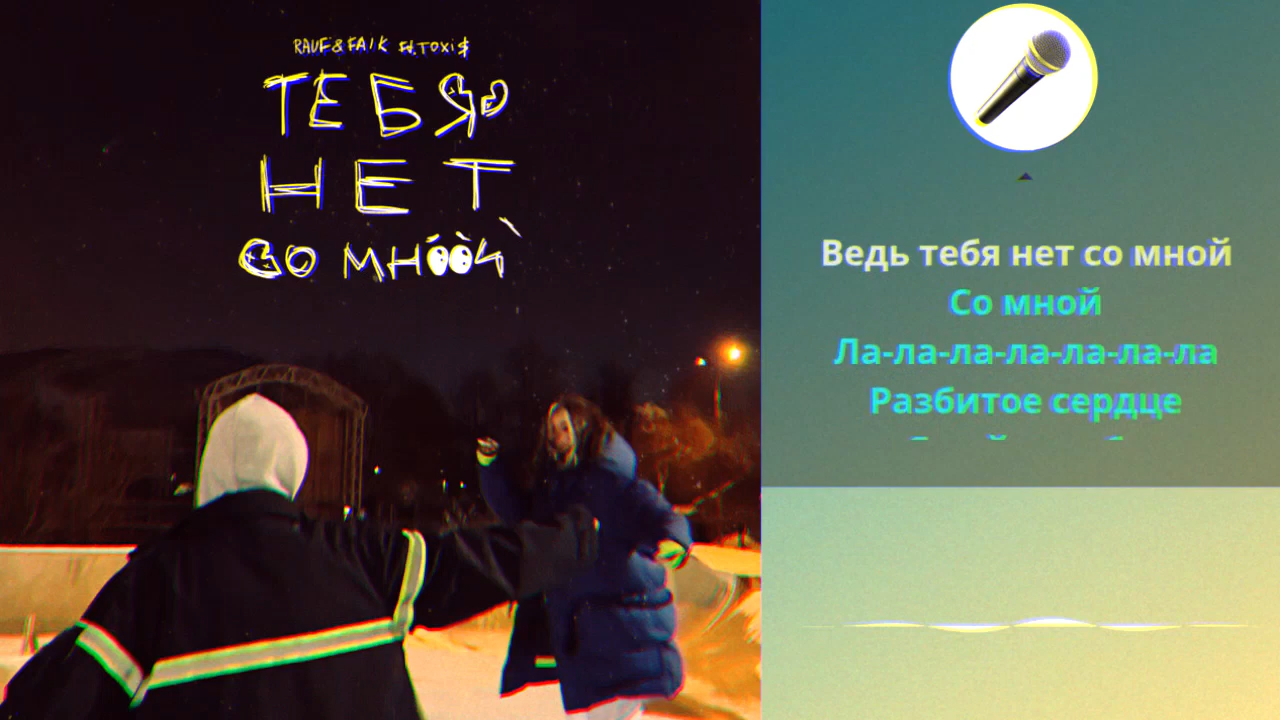 RAUF & FAIK ft. TOXI$
ТЕБЯ
НЕТ
СО МНОЙ
Ведь тебя нет со мной
Со мной
Ла-ла-ла-ла-ла-ла-ла
Разбитое сердце